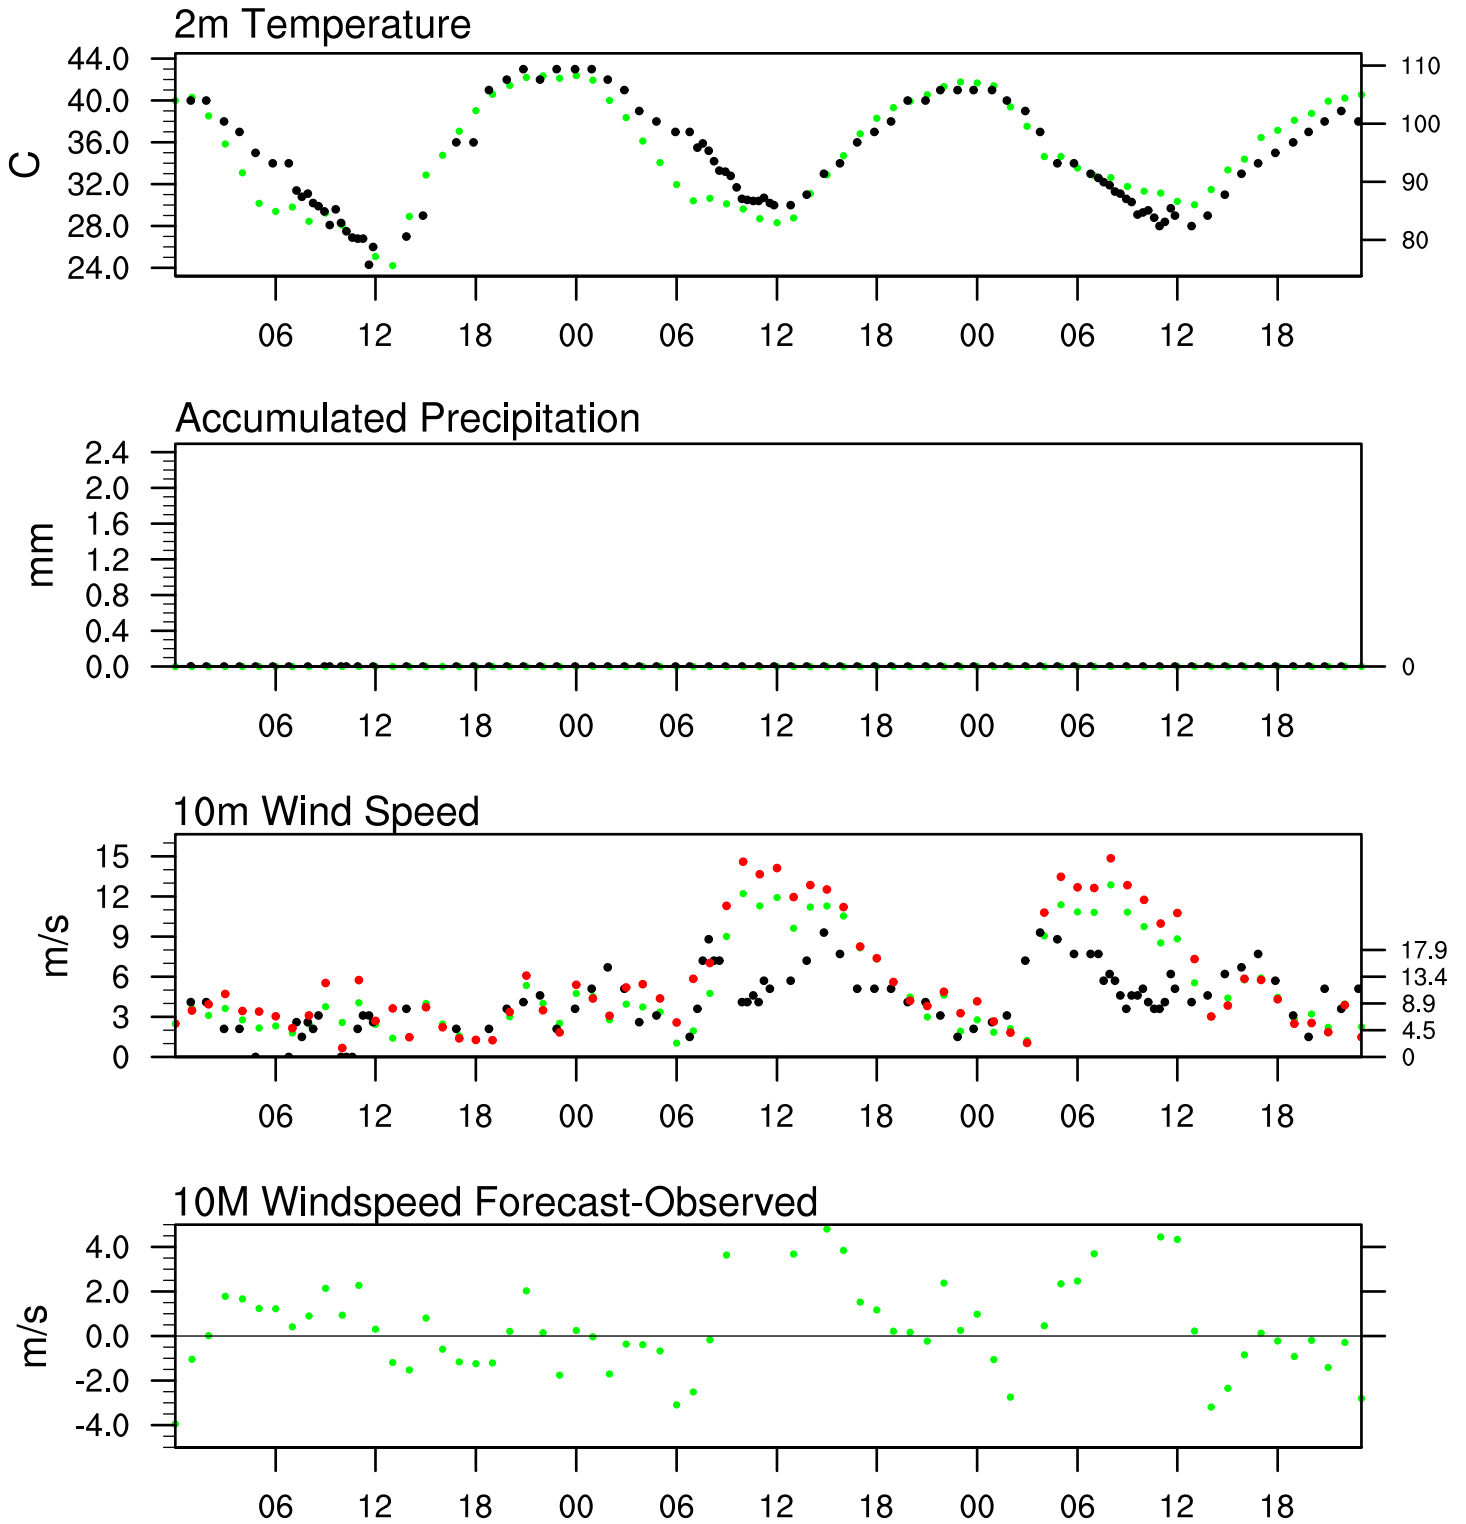 2m Temperature
44.0
40.0
36.0
32.0
28.0
24.0
C
110
100
90
80
06 12 18 00 06 12 18 00 06 12 18
Accumulated Precipitation
2.4
2.0
1.6
1.2
0.8
0.4
0.0
mm
0
06 12 18 00 06 12 18 00 06 12 18
10m Wind Speed
15
12
9
6
3
0
m/s
17.9
13.4
8.9
4.5
0
06 12 18 00 06 12 18 00 06 12 18
10M Windspeed Forecast-Observed
4.0
2.0
0.0
-2.0
-4.0
m/s
06 12 18 00 06 12 18 00 06 12 18